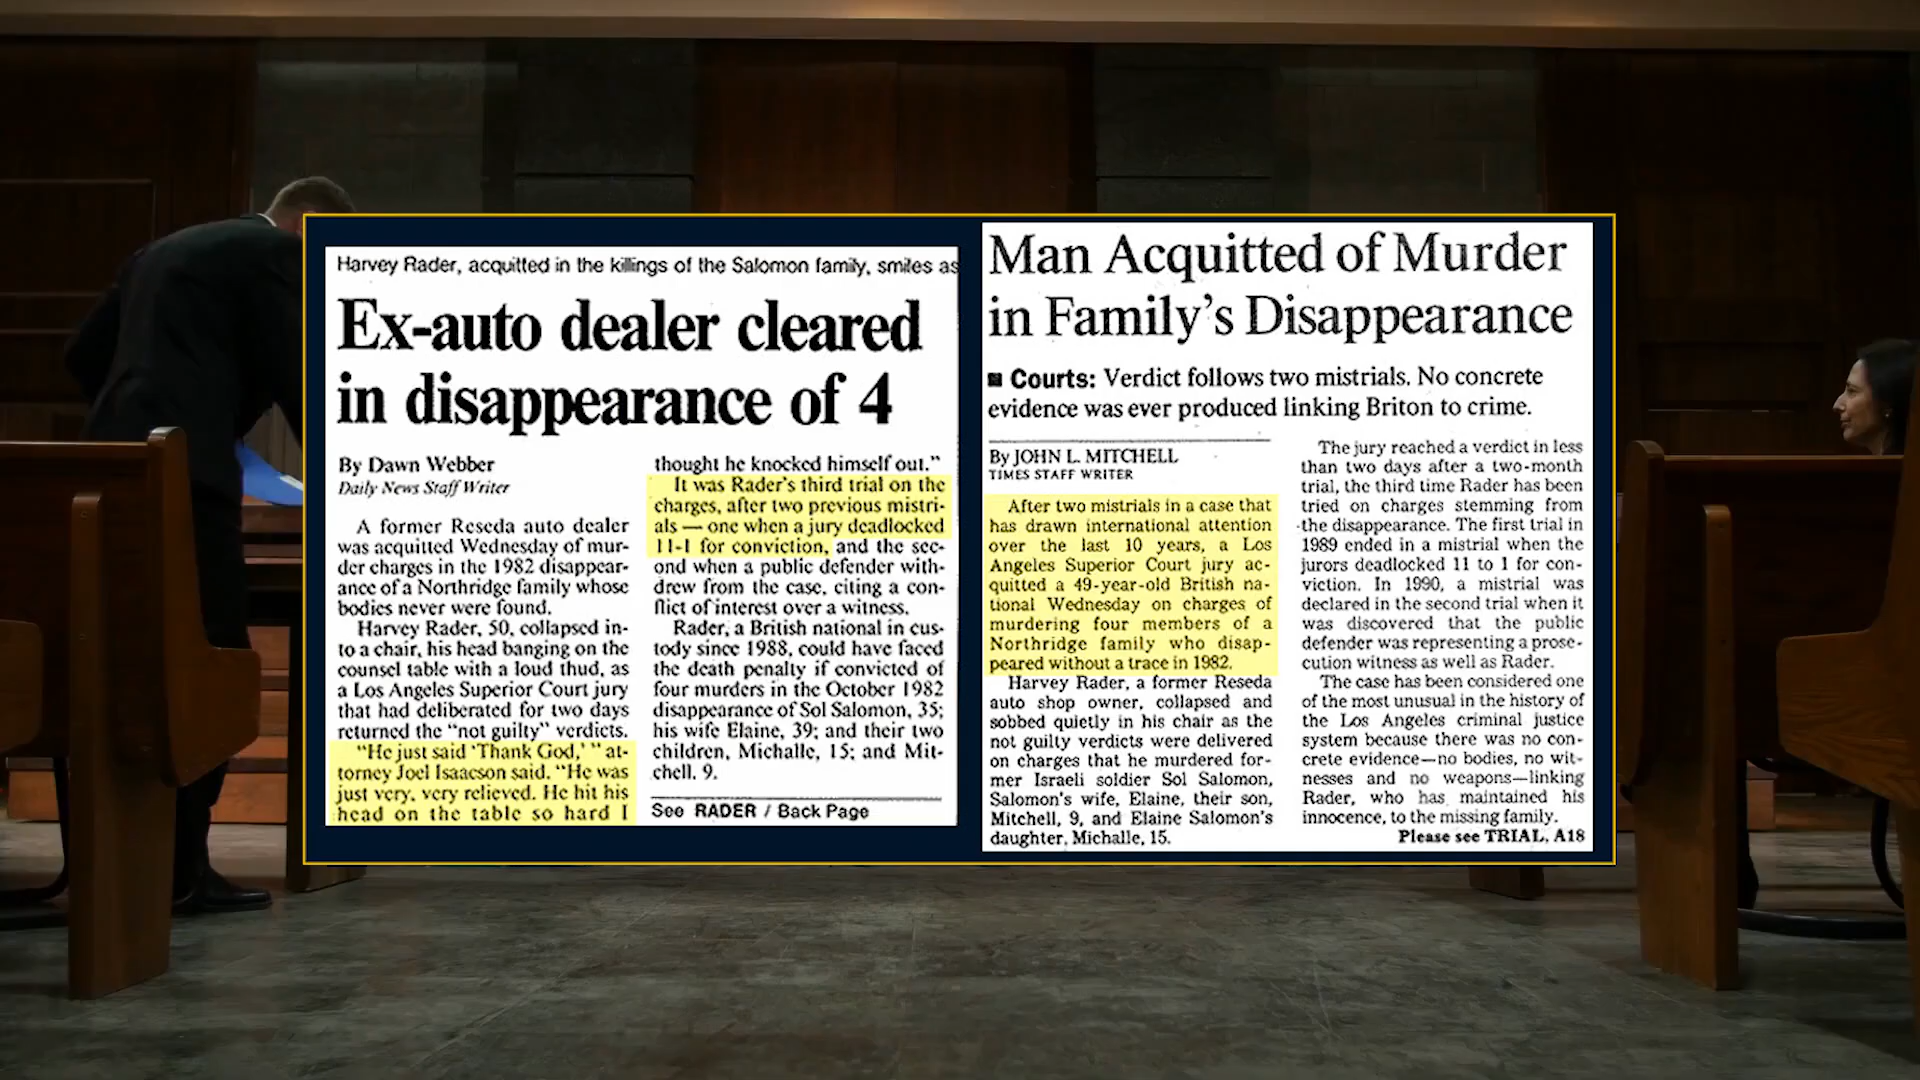 Harvey Rader, acquitted in the killings of the Salomon family, smiles as
Ex-auto dealer cleared
in disappearance of 4
By Dawn Webber
Daily News Staff Writer
A former Reseda auto dealer
was acquitted Wednesday of mur-
der charges in the 1982 disappear-
ance of a Northridge family whose
bodies never were found.
Harvey Rader, 50, collapsed in-
to a chair, his head banging on the
counsel table with a loud thud, as
a Los Angeles Superior Court jury
that had deliberated for two days
returned the “not guilty” verdicts.
“He just said ‘Thank God,’ ” at-
torney Joel Isaacson said. “He was
just very, very relieved. He hit his
head on the table so hard I
thought he knocked himself out.”
It was Rader's third trial on the
charges, after two previous mistri-
als — one when a jury deadlocked
11-1 for conviction, and the sec-
ond when a public defender with-
drew from the case, citing a con-
flict of interest over a witness.
Rader, a British national in cus-
tody since 1988, could have faced
the death penalty if convicted of
four murders in the October 1982
disappearance of Sol Salomon, 35;
his wife Elaine, 39; and their two
children, Michalle, 15; and Mit-
chell, 9.
See RADER / Back Page
Man Acquitted of Murder
in Family's Disappearance
■ Courts: Verdict follows two mistrials. No concrete
evidence was ever produced linking Briton to crime.
By JOHN L. MITCHELL
TIMES STAFF WRITER
After two mistrials in a case that
has drawn international attention
over the last 10 years, a Los
Angeles Superior Court jury ac-
quitted a 49-year-old British na-
tional Wednesday on charges of
murdering four members of a
Northridge family who disap-
peared without a trace in 1982.
Harvey Rader, a former Reseda
auto shop owner, collapsed and
sobbed quietly in his chair as the
not guilty verdicts were delivered
on charges that he murdered for-
mer Israeli soldier Sol Salomon,
Salomon's wife, Elaine, their son,
Mitchell, 9, and Elaine Salomon's
daughter, Michalle, 15.
The jury reached a verdict in less
than two days after a two-month
trial, the third time Rader has been
tried on charges stemming from
the disappearance. The first trial in
1989 ended in a mistrial when the
jurors deadlocked 11 to 1 for con-
viction. In 1990, a mistrial was
declared in the second trial when it
was discovered that the public
defender was representing a prose-
cution witness as well as Rader.
The case has been considered one
of the most unusual in the history of
the Los Angeles criminal justice
system because there was no con-
crete evidence—no bodies, no wit-
nesses and no weapons—linking
Rader, who has maintained his
innocence, to the missing family.
Please see TRIAL, A18